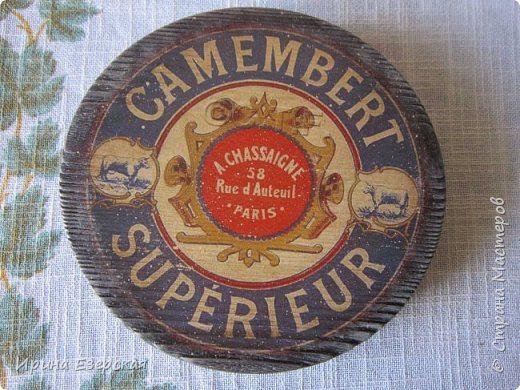 CAMEMBERT
A. CHASSAIGNE
58
Rue d'Auteuil
·PARIS·
SUPÉRIEUR
Ирина Езерская
© Страна Мастеров